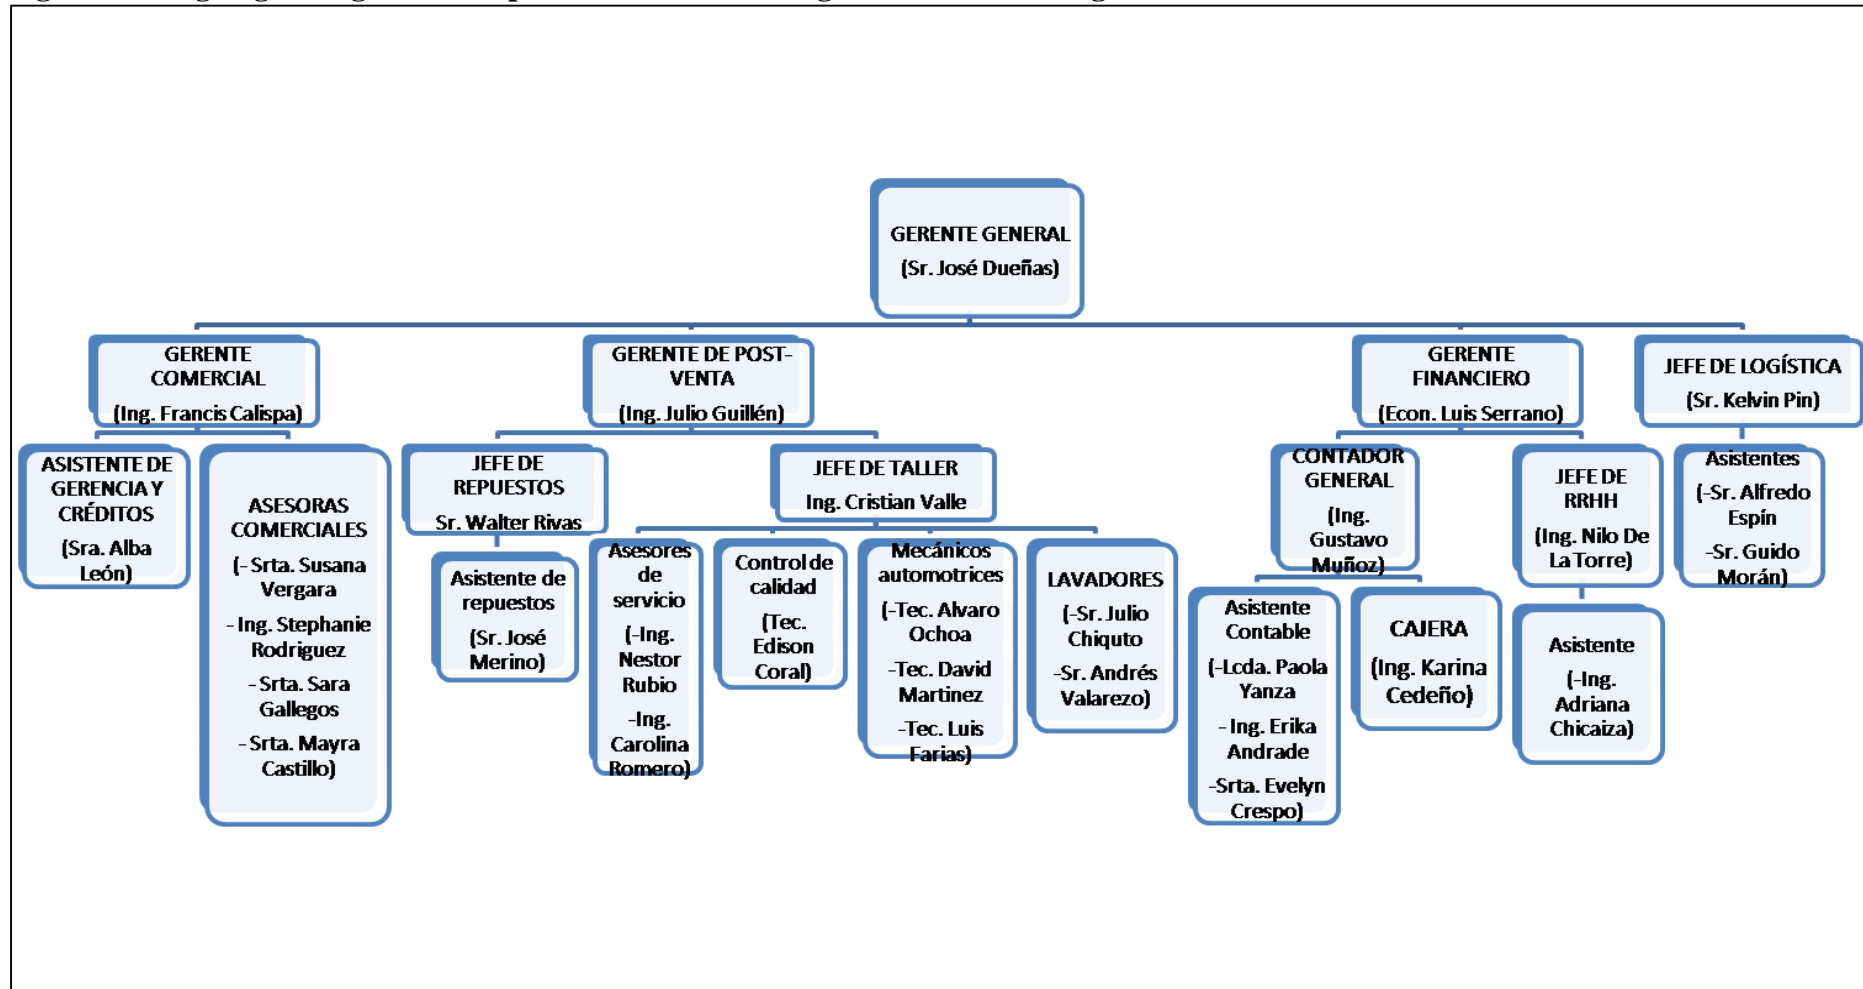 GERENTE GENERAL
(Sr. José Dueñas)
GERENTE
COMERCIAL
(Ing. Francis Calispa)
GERENTE DE POST-
VENTA
(Ing. Julio Guillén)
GERENTE
FINANCIERO
(Econ. Luis Serrano)
JEFE DE LOGÍSTICA
(Sr. Kelvin Pin)
ASISTENTE DE
GERENCIA Y
CRÉDITOS
(Sra. Alba
León)
ASESORAS
COMERCIALES
(- Srta. Susana
Vergara
- Ing. Stephanie
Rodriguez
- Srta. Sara
Gallegos
- Srta. Mayra
Castillo)
JEFE DE
REPUESTOS
Sr. Walter Rivas
JEFE DE TALLER
Ing. Cristian Valle
CONTADOR
GENERAL
(Ing.
Gustavo
Muñoz)
JEFE DE
RRHH
(Ing. Nilo De
La Torre)
Asistentes
(-Sr. Alfredo
Espín
-Sr. Guido
Morán)
Asistente de
repuestos
(Sr. José
Merino)
Asesores
de
servicio
(-Ing.
Nestor
Rubio
-Ing.
Carolina
Romero)
Control de
calidad
(Tec.
Edison
Coral)
Mecánicos
automotrices
(-Tec. Alvaro
Ochoa
-Tec. David
Martinez
-Tec. Luis
Farias)
LAVADORES
(-Sr. Julio
Chiquto
-Sr. Andrés
Valarezo)
Asistente
Contable
(-Lcda. Paola
Yanza
- Ing. Erika
Andrade
-Srta. Evelyn
Crespo)
CAJERA
(Ing. Karina
Cedeño)
Asistente
(-Ing.
Adriana
Chicaiza)